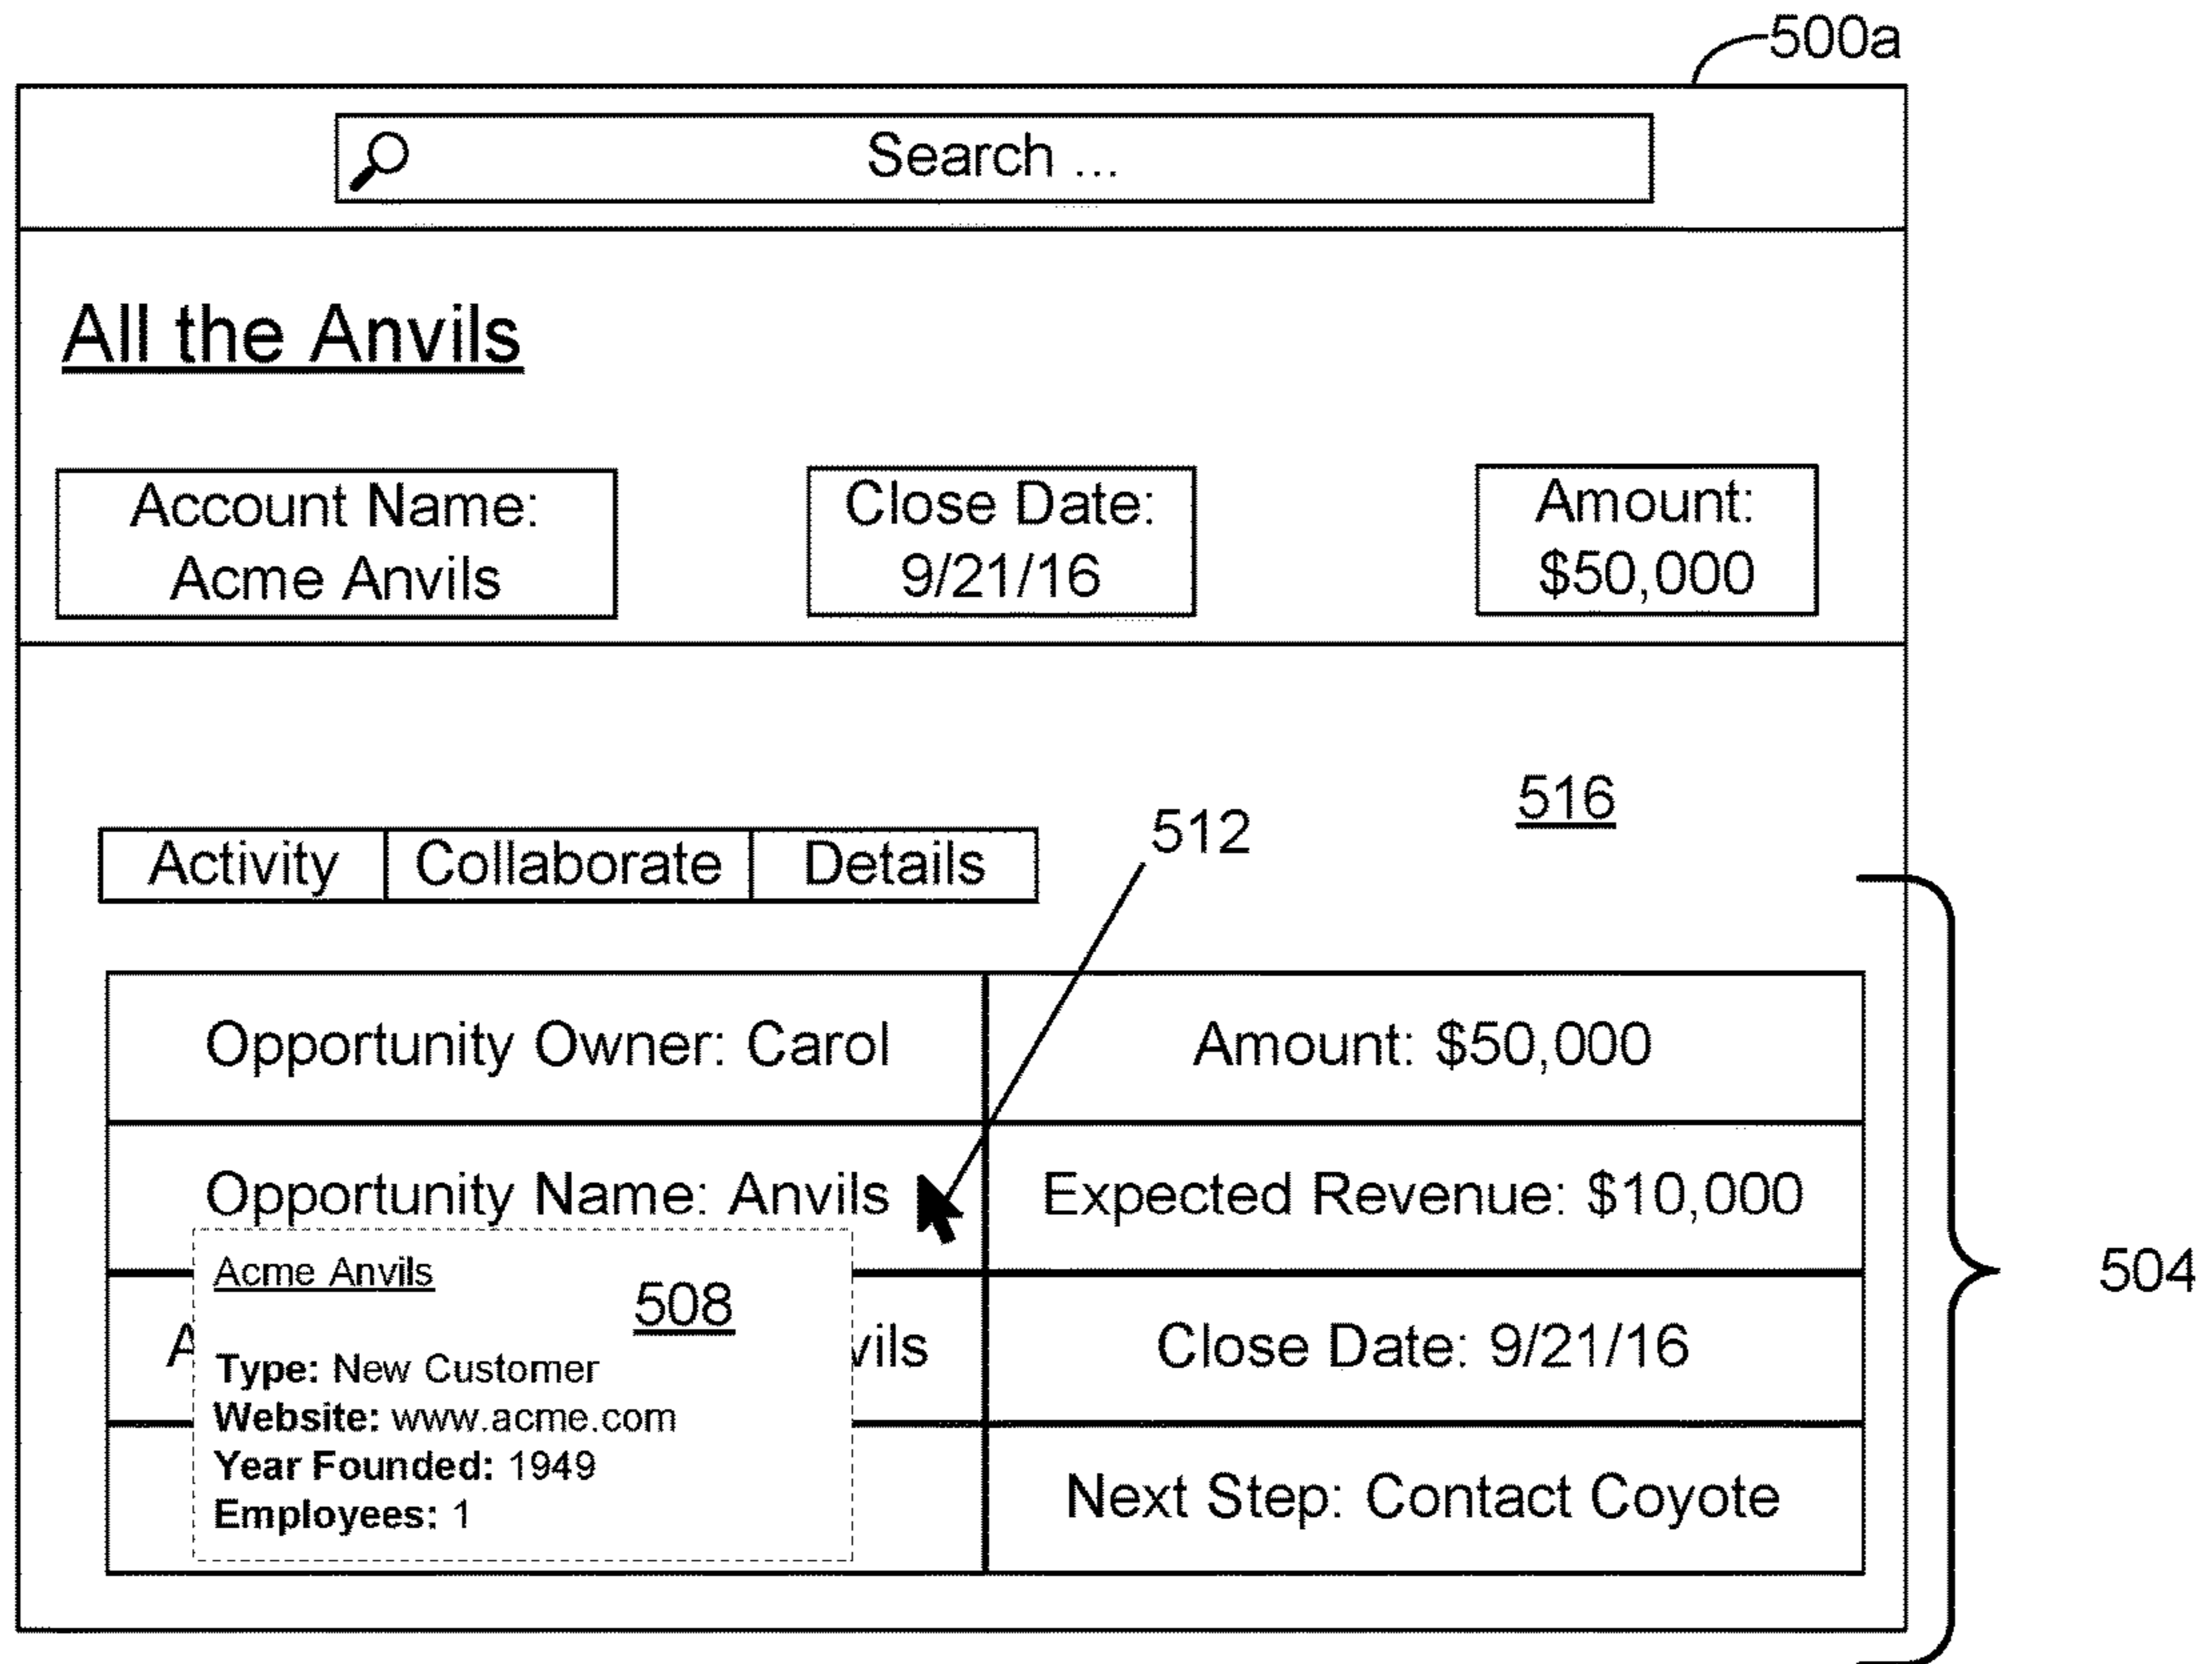 500a
Search ...
All the Anvils
Account Name:
Acme Anvils
Close Date:
9/21/16
Amount:
$50,000
516
512
Activity Collaborate Details
Opportunity Owner: Carol Amount: $50,000
Opportunity Name: Anvils Expected Revenue: $10,000
504
Acme Anvils
508
A vils Close Date: 9/21/16
Type: New Customer
Website: www.acme.com
Year Founded: 1949
Employees: 1
Next Step: Contact Coyote